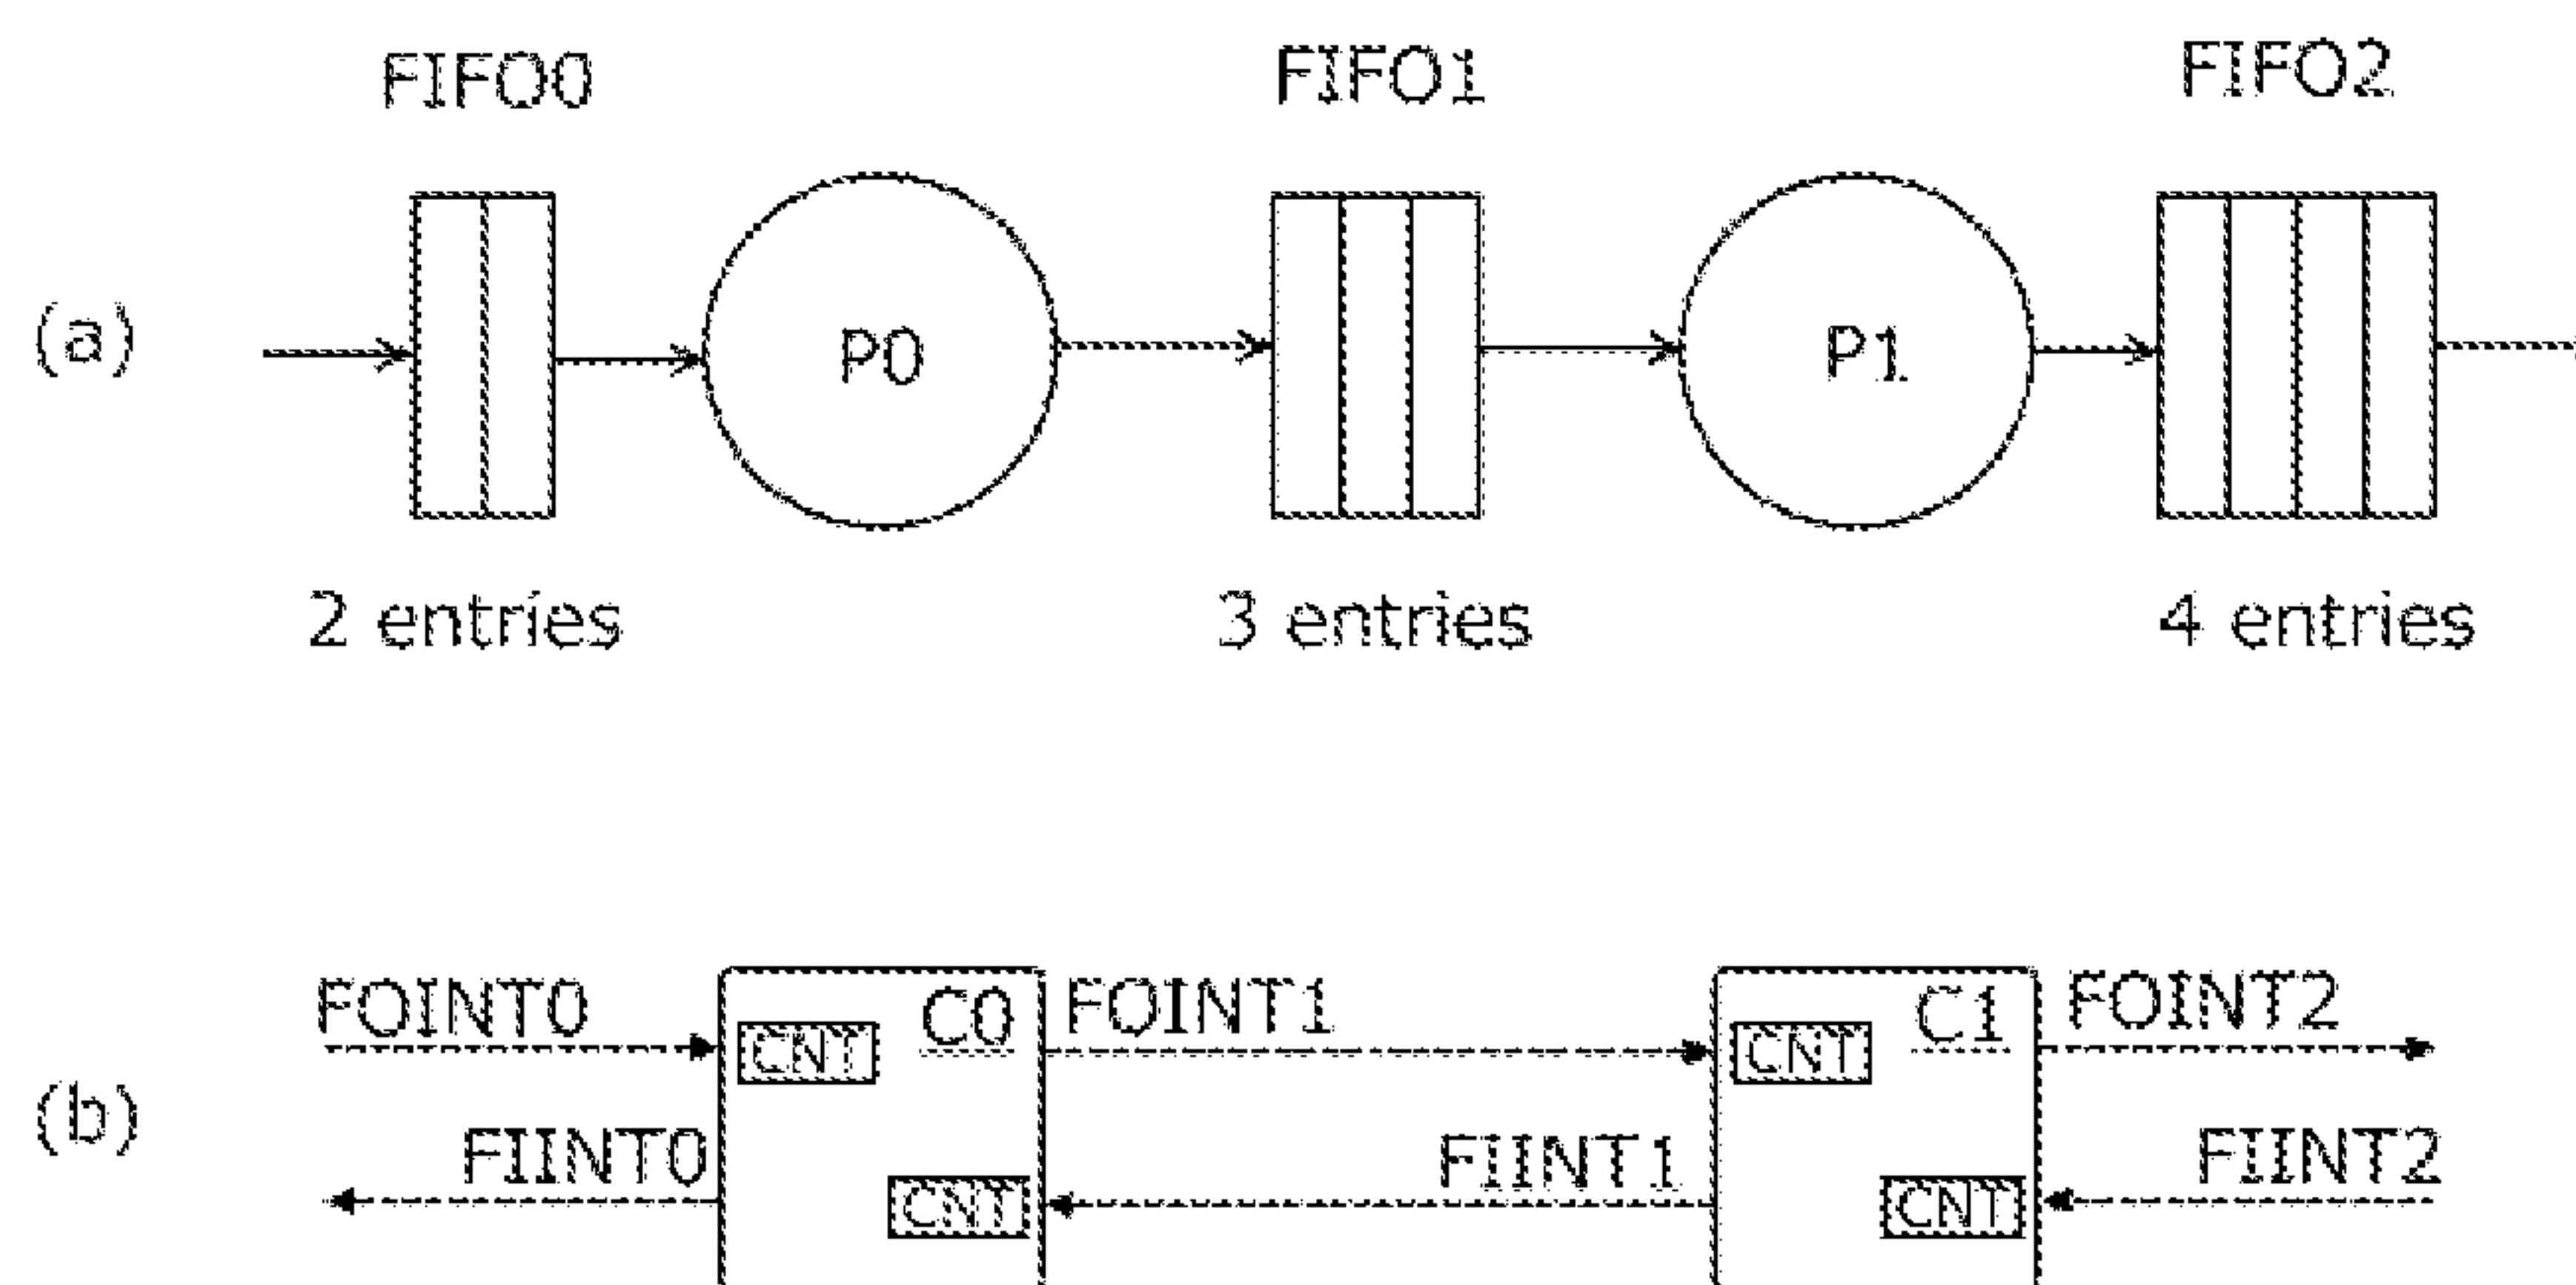 FIFO0 FIFO1 FIFO2
(a) P0 P1
2 entries 3 entries 4 entries
FOINT0 CNT C0 FOINT1 CNT C1 FOINT2
(b) FIINT0 CNT FIINT1 CNT FIINT2